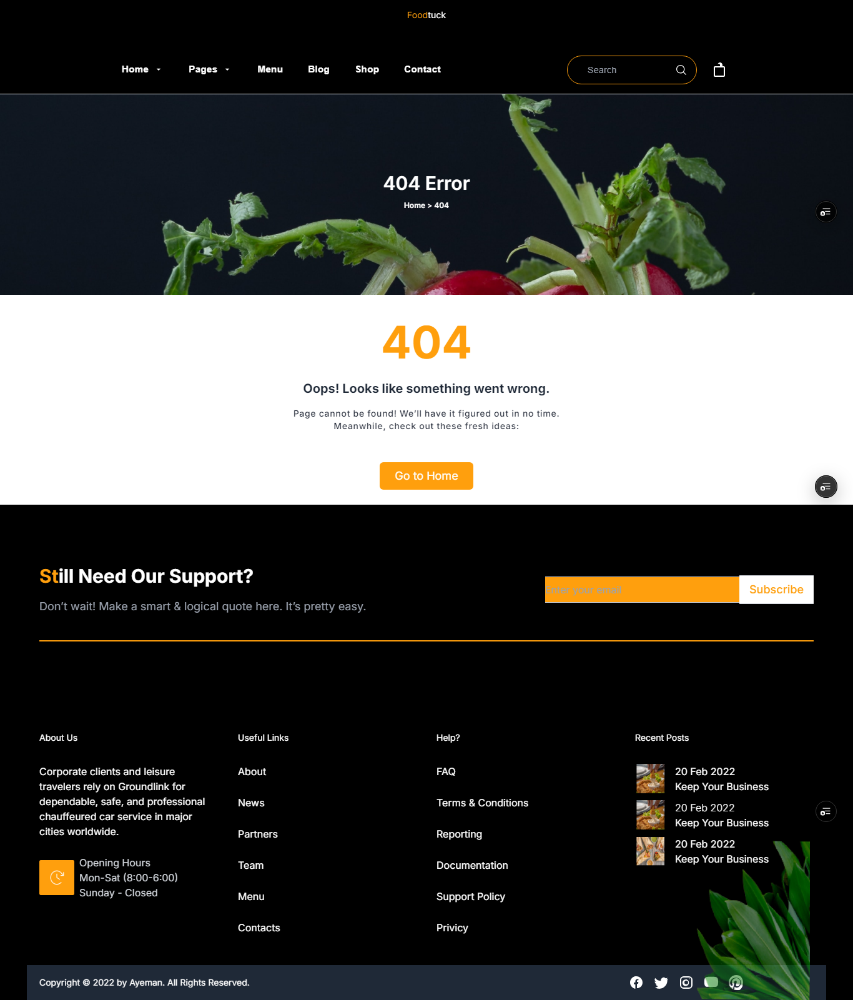 Foodtuck
Home
Pages
Menu
Blog
Shop
Contact
Search
404 Error
Home > 404
404
Oops! Looks like something went wrong.
Page cannot be found! We’ll have it figured out in no time.
Meanwhile, check out these fresh ideas:
Go to Home
Still Need Our Support?
Don’t wait! Make a smart & logical quote here. It’s pretty easy.
Enter your email
Subscribe
About Us
Corporate clients and leisure
travelers rely on Groundlink for
dependable, safe, and professional
chauffeured car service in major
cities worldwide.
Opening Hours
Mon-Sat (8:00-6:00)
Sunday - Closed
Useful Links
About
News
Partners
Team
Menu
Contacts
Help?
FAQ
Terms & Conditions
Reporting
Documentation
Support Policy
Privicy
Recent Posts
20 Feb 2022
Keep Your Business
20 Feb 2022
Keep Your Business
20 Feb 2022
Keep Your Business
Copyright © 2022 by Ayeman. All Rights Reserved.